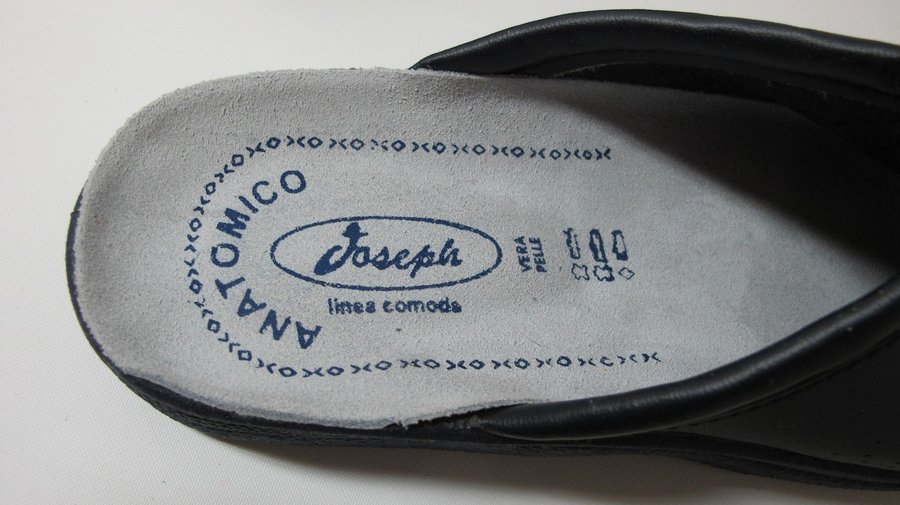 ANATOMICO
Joseph
linea comoda
VERA
PELLE